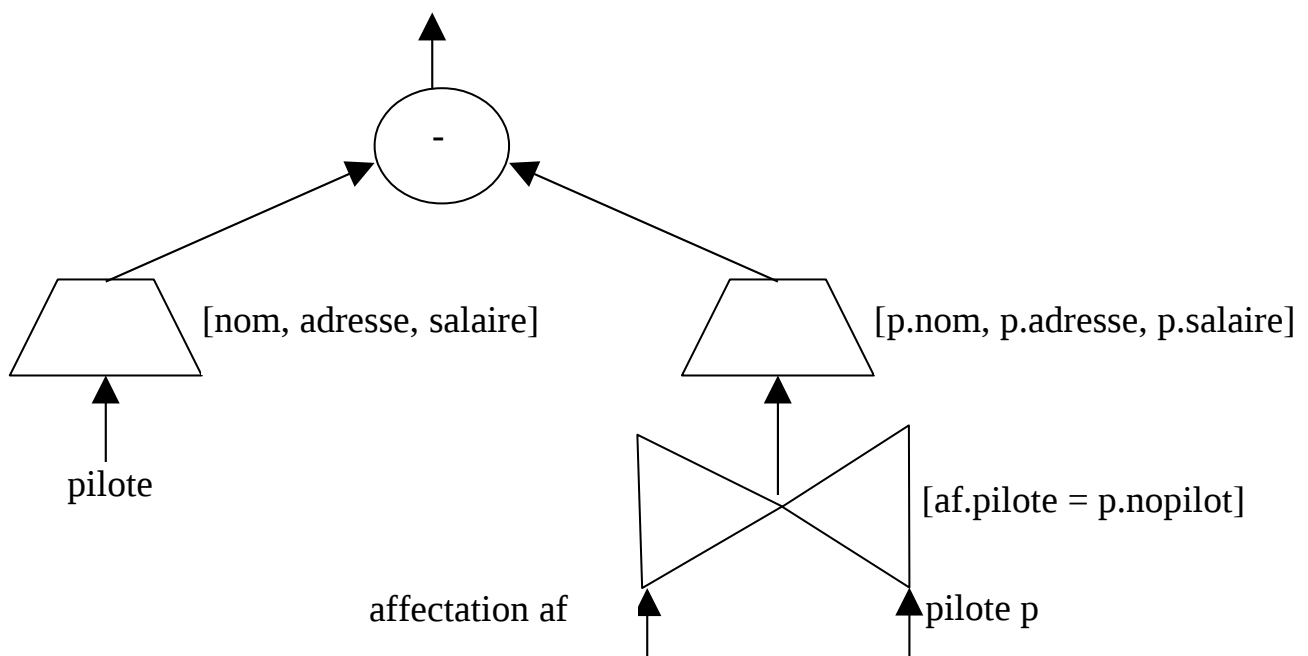 -
[nom, adresse, salaire]
[p.nom, p.adresse, p.salaire]
pilote
[af.pilote = p.nopilot]
affectation af
pilote p